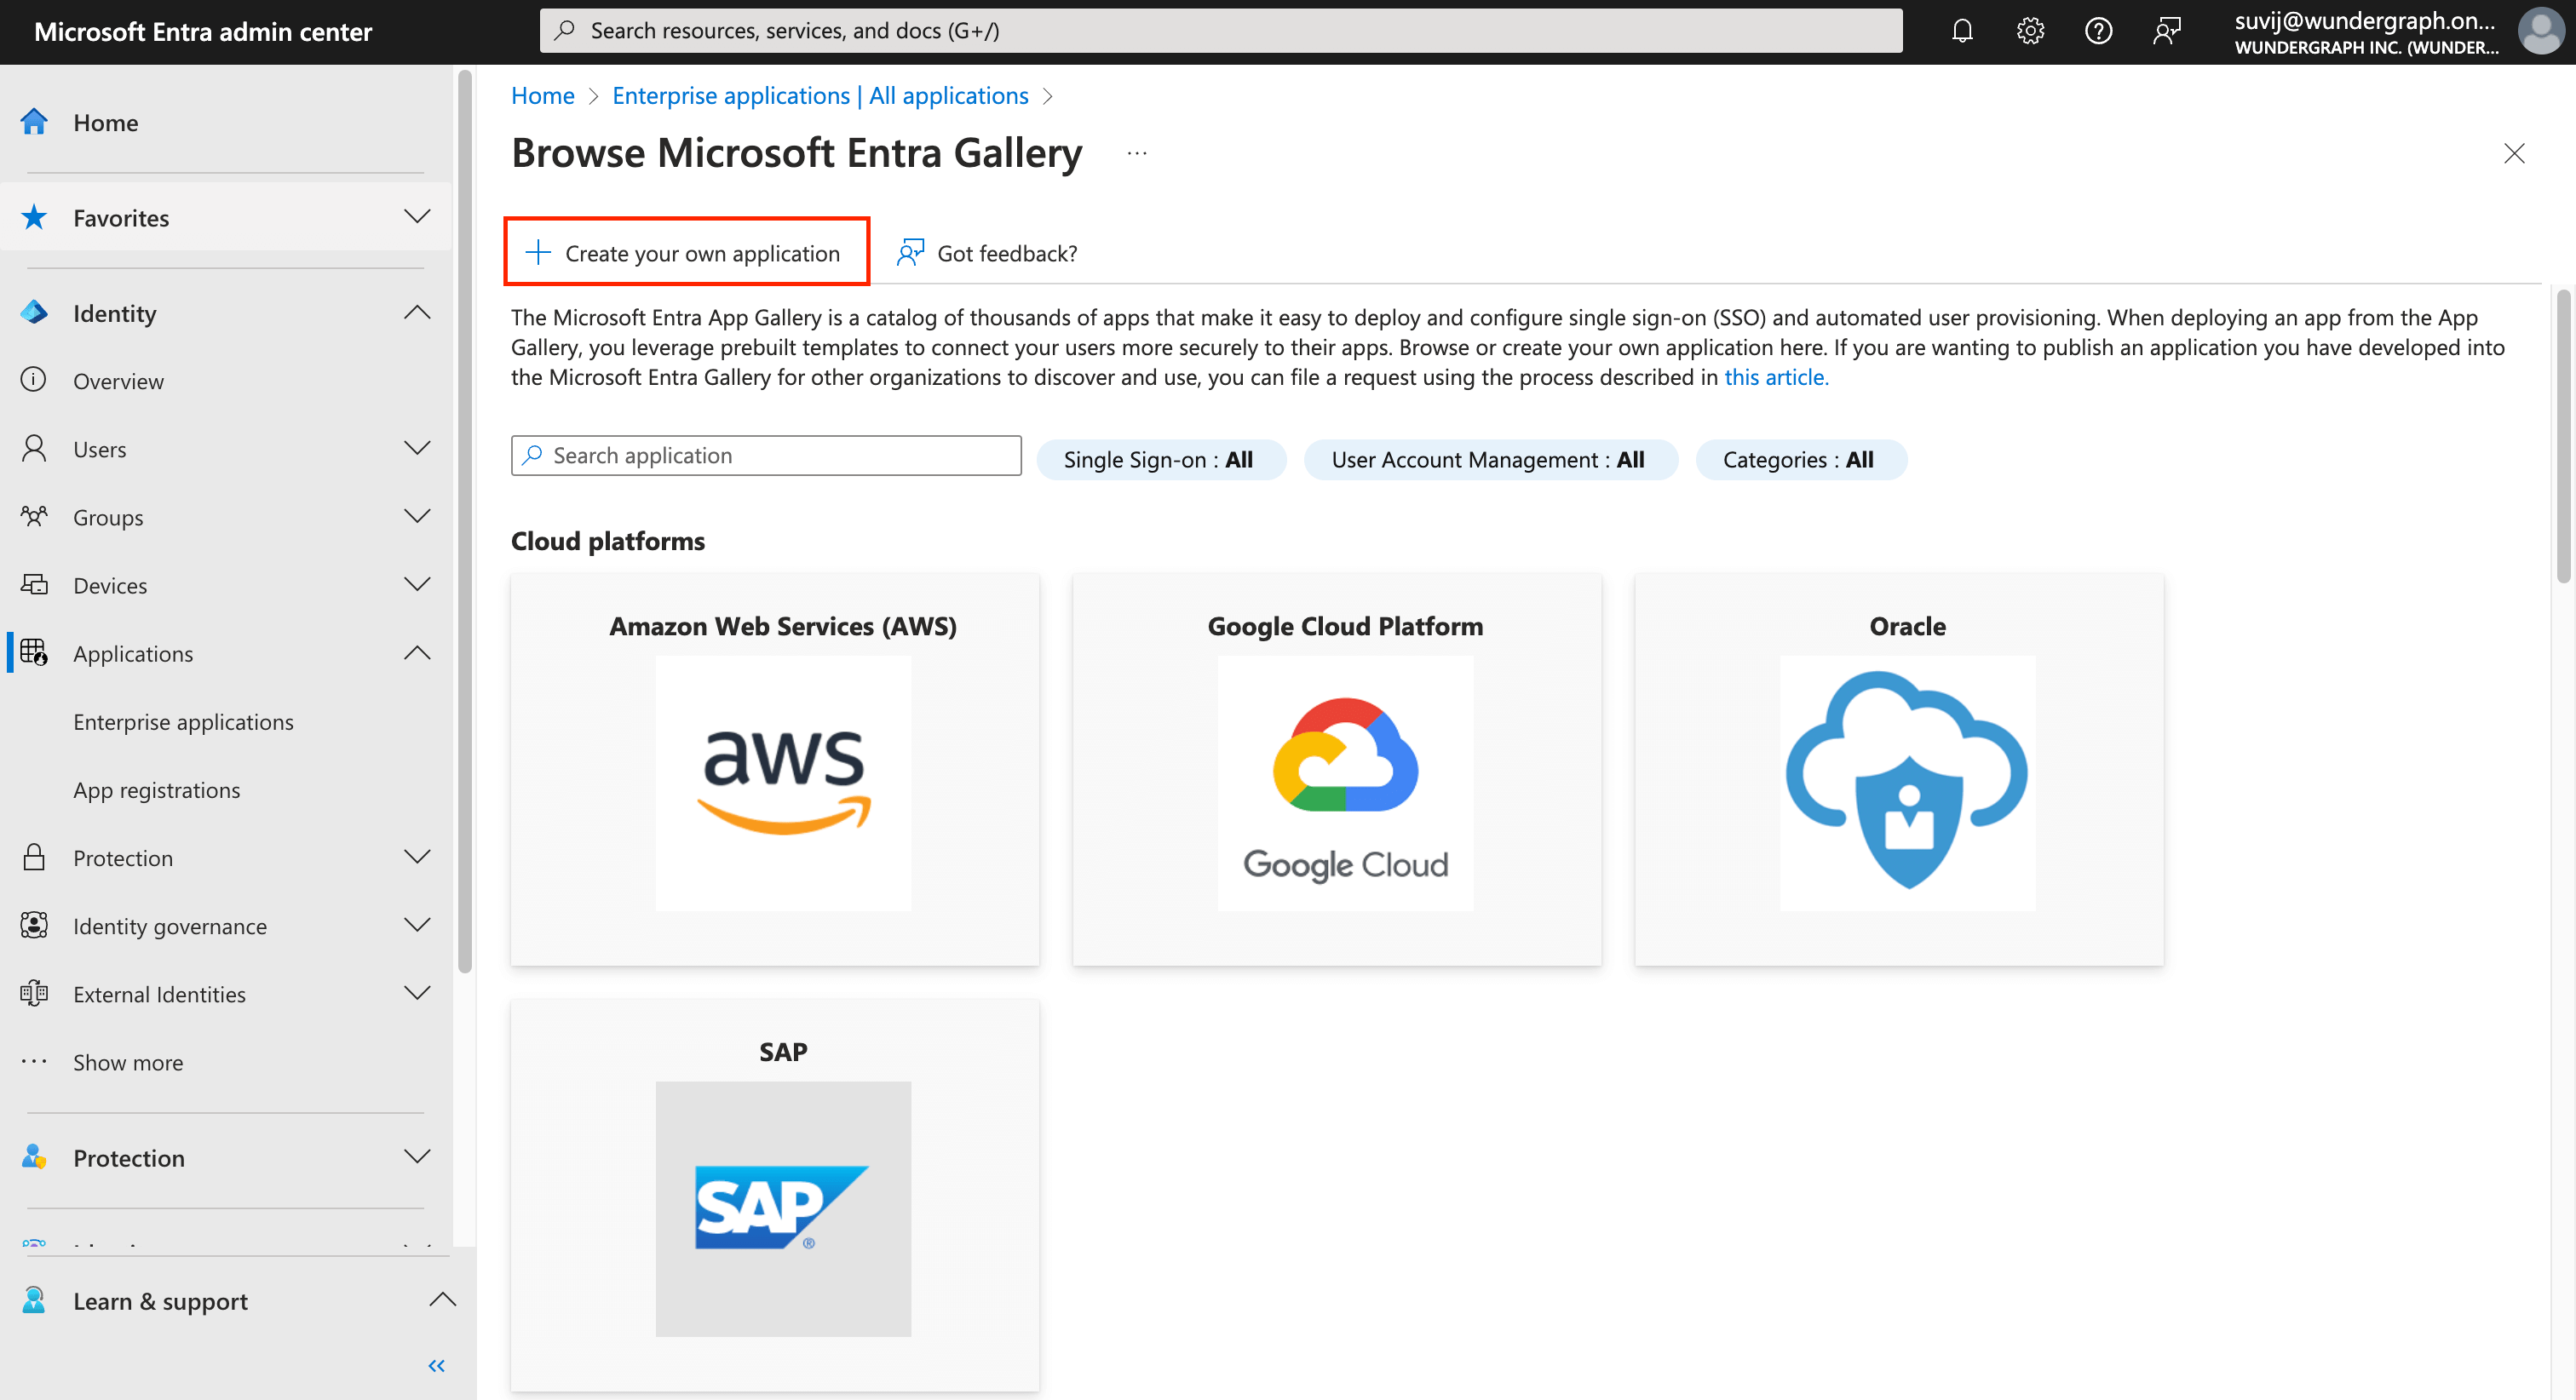 Microsoft Entra admin center
Search resources, services, and docs (G+/)
suvij@wundergraph.on...
WUNDERGRAPH INC. (WUNDER...
Home
Favorites
Identity
Overview
Users
Groups
Devices
Applications
Enterprise applications
App registrations
Protection
Identity governance
External Identities
Show more
Protection
Learn & support
Home > Enterprise applications | All applications >
Browse Microsoft Entra Gallery ...
Create your own application
Got feedback?
The Microsoft Entra App Gallery is a catalog of thousands of apps that make it easy to deploy and configure single sign-on (SSO) and automated user provisioning. When deploying an app from the App
Gallery, you leverage prebuilt templates to connect your users more securely to their apps. Browse or create your own application here. If you are wanting to publish an application you have developed into
the Microsoft Entra Gallery for other organizations to discover and use, you can file a request using the process described in this article.
Search application
Single Sign-on : All
User Account Management : All
Categories : All
Cloud platforms
Amazon Web Services (AWS)
aws
Google Cloud Platform
Google Cloud
Oracle
SAP
SAP ®